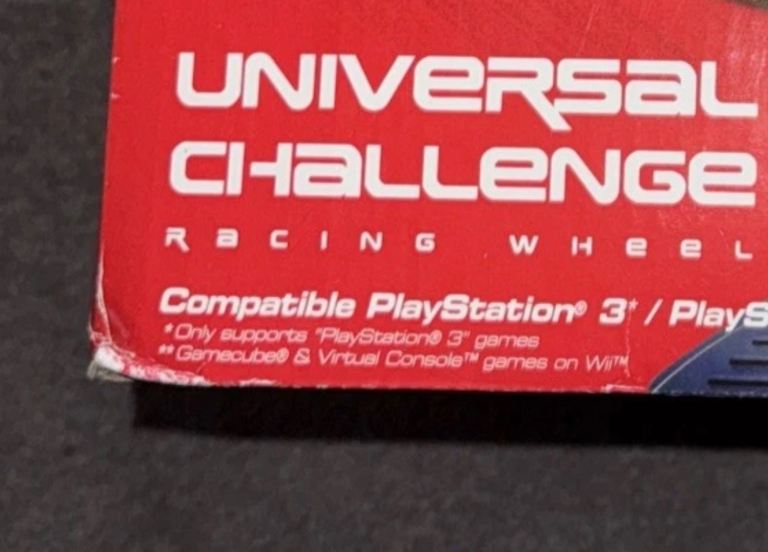 UNIVERSAL
CHALLENGE
RACING WHEEL
Compatible PlayStation® 3* / PlayS
*Only supports "PlayStation® 3" games
**Gamecube® & Virtual Console™ games on Wii™